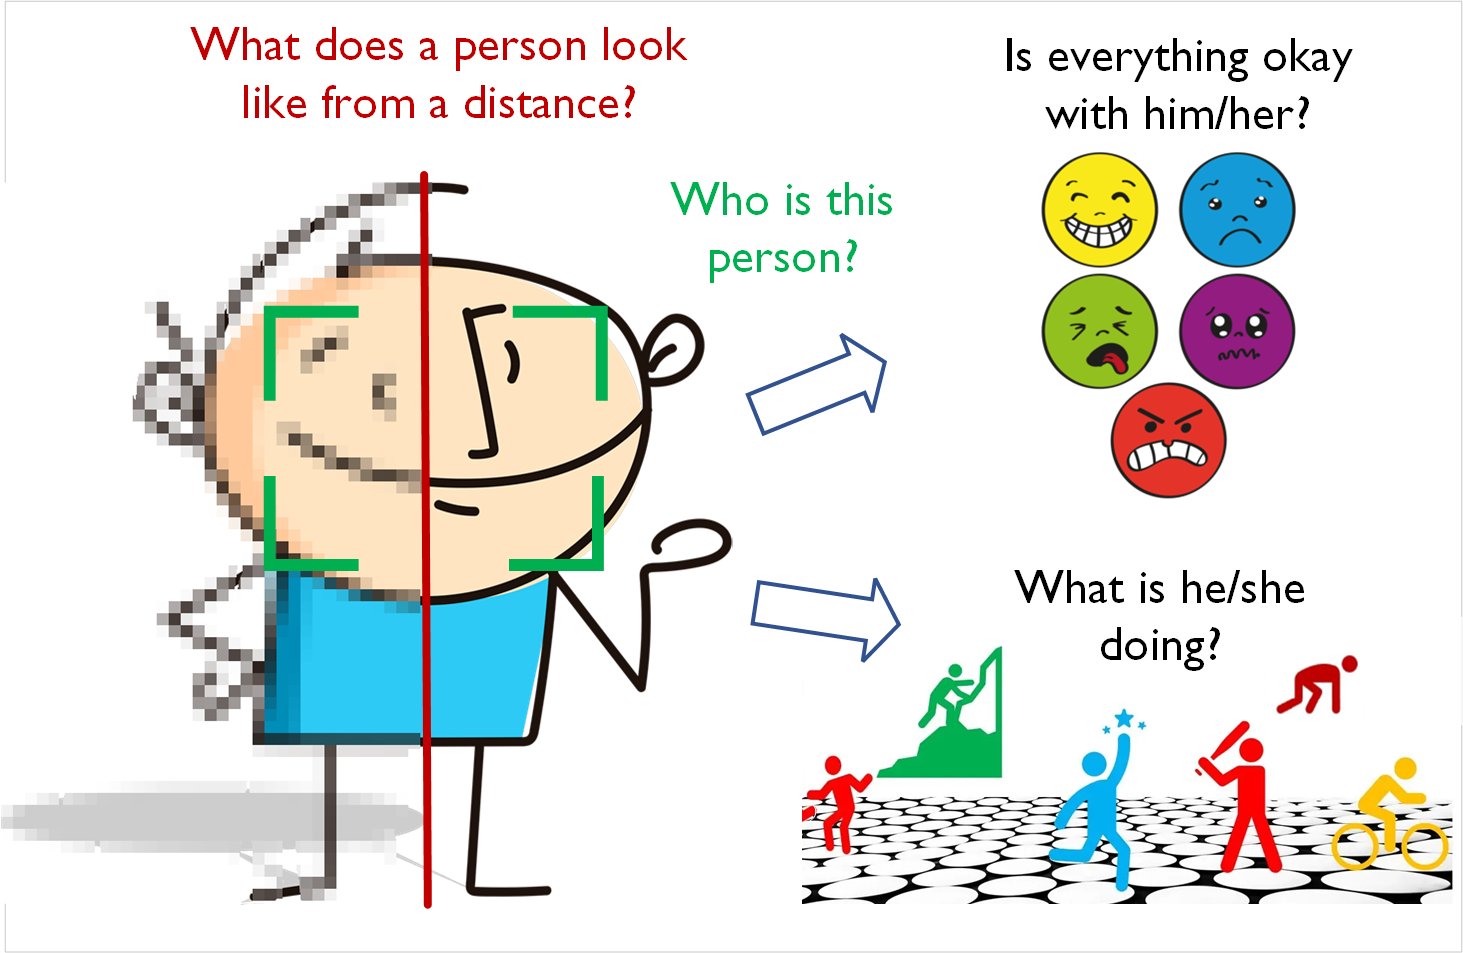 What does a person look
like from a distance?
Who is this
person?
Is everything okay
with him/her?
What is he/she
doing?